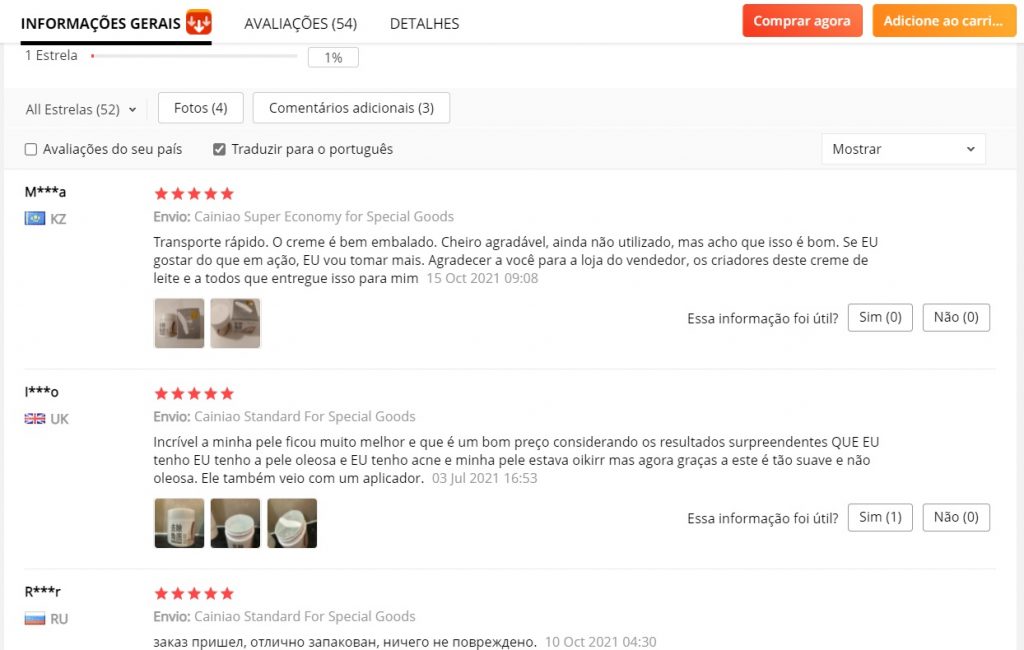 INFORMAÇÕES GERAIS
AVALIAÇÕES (54)
DETALHES
Comprar agora
Adicione ao carri...
1 Estrela
1%
All Estrelas (52)
Fotos (4)
Comentários adicionais (3)
Avaliações do seu país
Traduzir para o português
Mostrar
M***a
KZ
Envio: Cainiao Super Economy for Special Goods
Transporte rápido. O creme é bem embalado. Cheiro agradável, ainda não utilizado, mas acho que isso é bom. Se EU
gostar do que em ação, EU vou tomar mais. Agradecer a você para a loja do vendedor, os criadores deste creme de
leite e a todos que entregue isso para mim 15 Oct 2021 09:08
Essa informação foi útil?
Sim (0)
Não (0)
I***o
UK
Envio: Cainiao Standard For Special Goods
Incrível a minha pele ficou muito melhor e que é um bom preço considerando os resultados surpreendentes QUE EU
tenho EU tenho a pele oleosa e EU tenho acne e minha pele estava oikirr mas agora graças a este é tão suave e não
oleosa. Ele também veio com um aplicador. 03 Jul 2021 16:53
Essa informação foi útil?
Sim (1)
Não (0)
R***r
RU
Envio: Cainiao Standard For Special Goods
заказ пришел, отлично запакован, ничего не повреждено. 10 Oct 2021 04:30